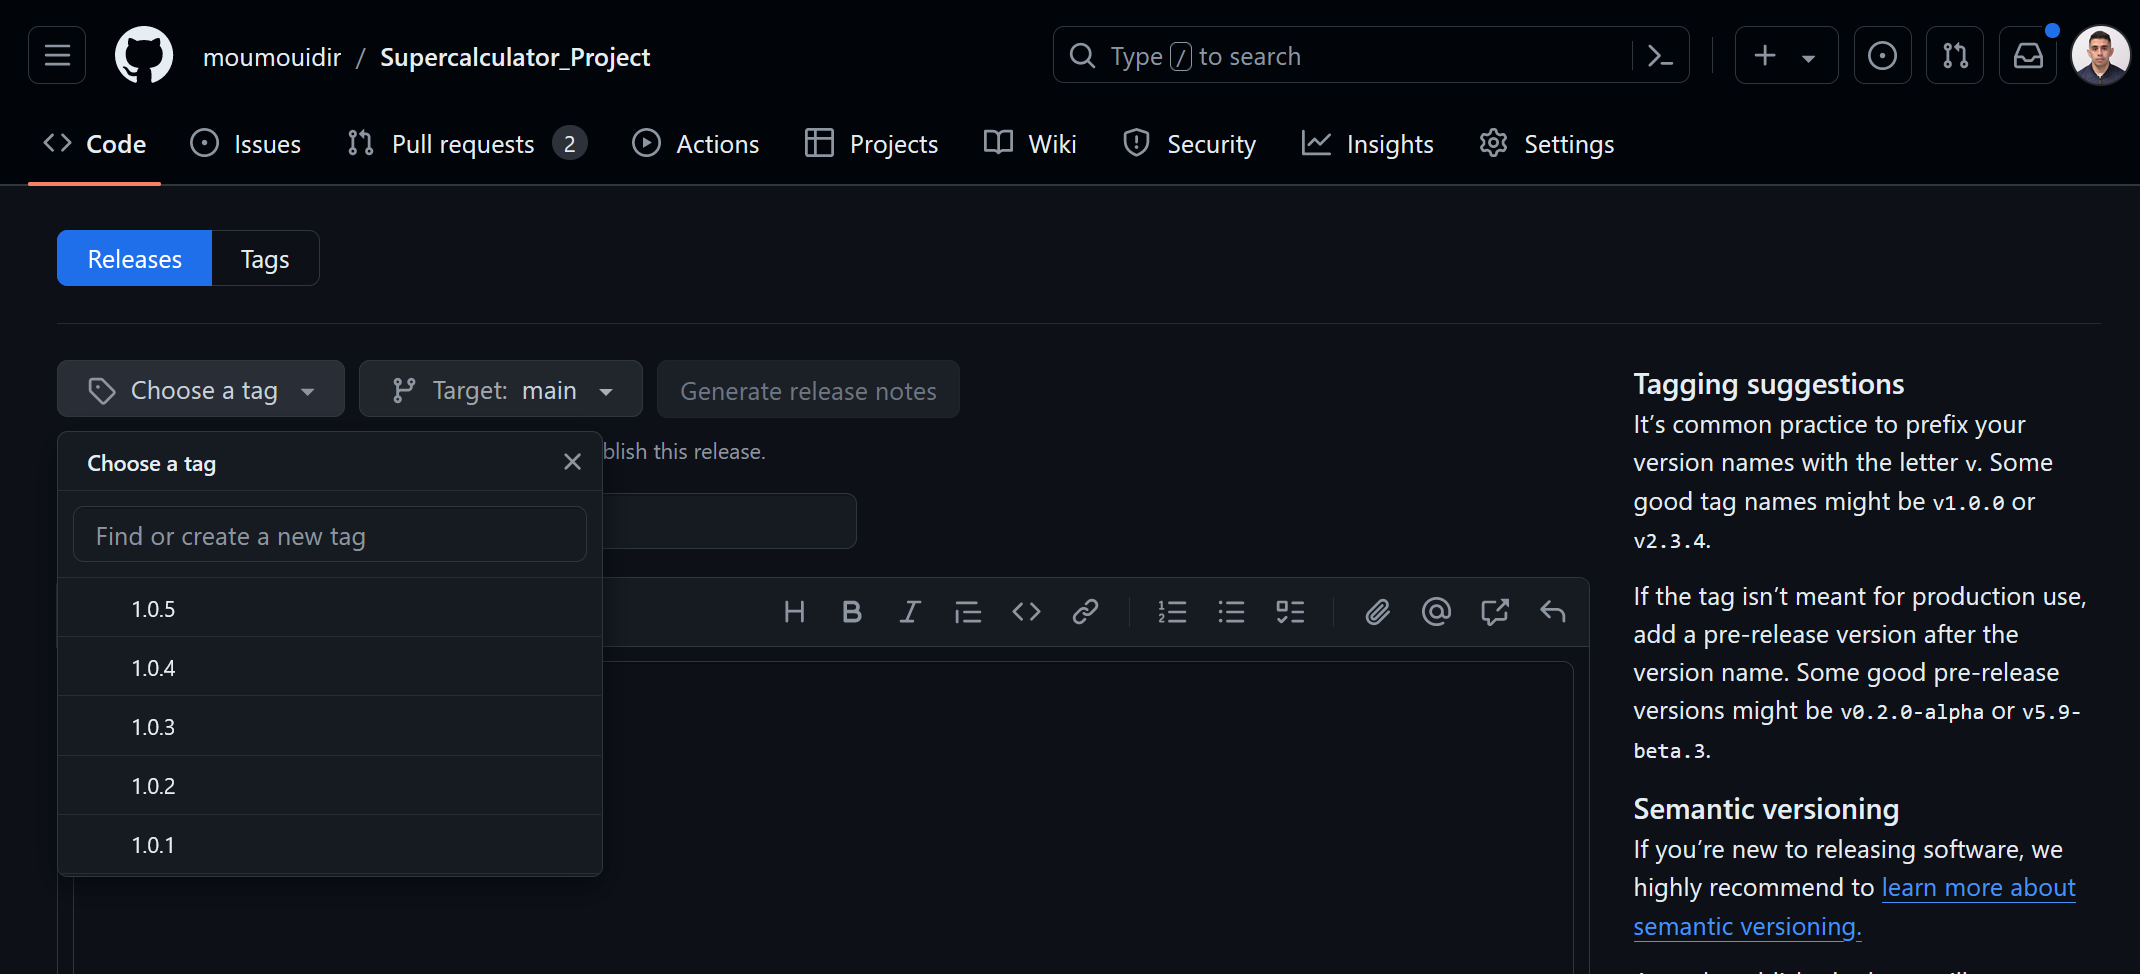 moumouidir / Supercalculator_Project
Type / to search
Code Issues Pull requests 2 Actions Projects Wiki Security Insights Settings
Releases Tags
Choose a tag Target: main Generate release notes
blish this release.
Choose a tag
Find or create a new tag
1.0.5
1.0.4
1.0.3
1.0.2
1.0.1
Tagging suggestions
It’s common practice to prefix your
version names with the letter v. Some
good tag names might be v1.0.0 or
v2.3.4.
If the tag isn’t meant for production use,
add a pre-release version after the
version name. Some good pre-release
versions might be v0.2.0-alpha or v5.9-
beta.3.
Semantic versioning
If you’re new to releasing software, we
highly recommend to learn more about
semantic versioning.